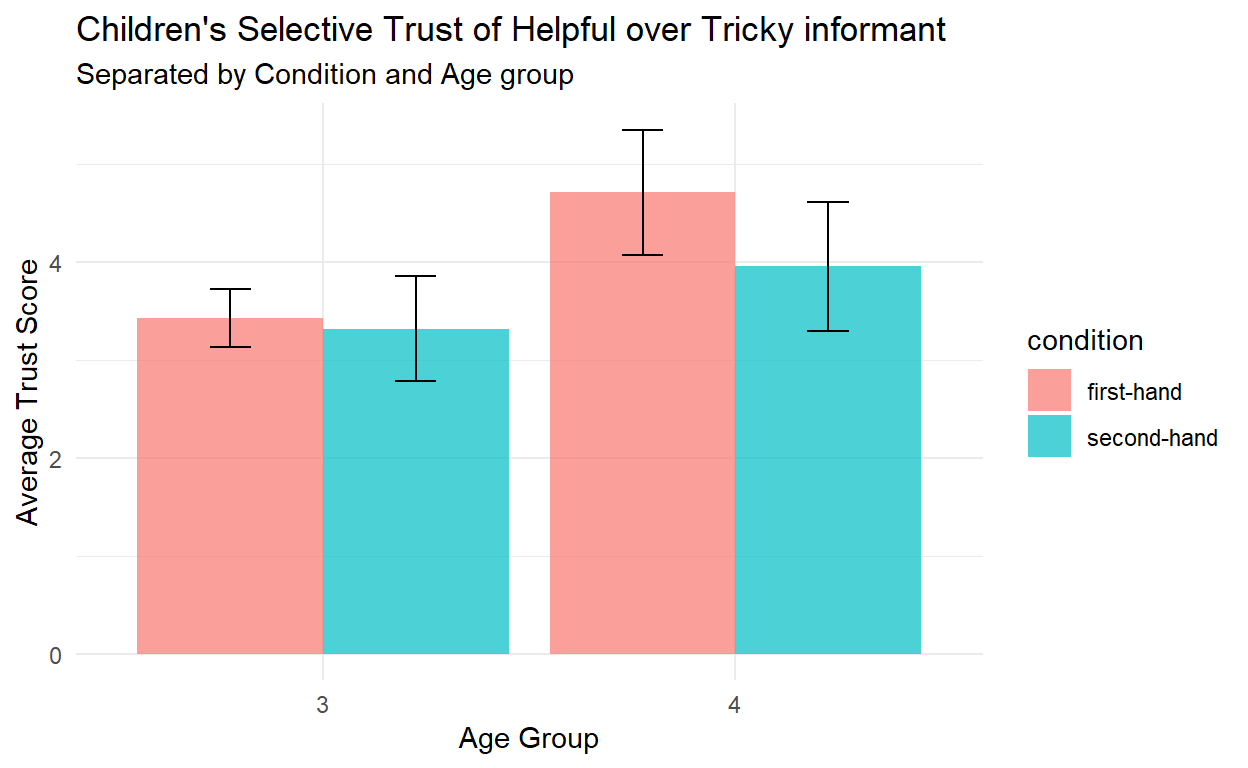 Children's Selective Trust of Helpful over Tricky informant
Separated by Condition and Age group
Average Trust Score
4
2
0
3
4
Age Group
condition
first-hand
second-hand